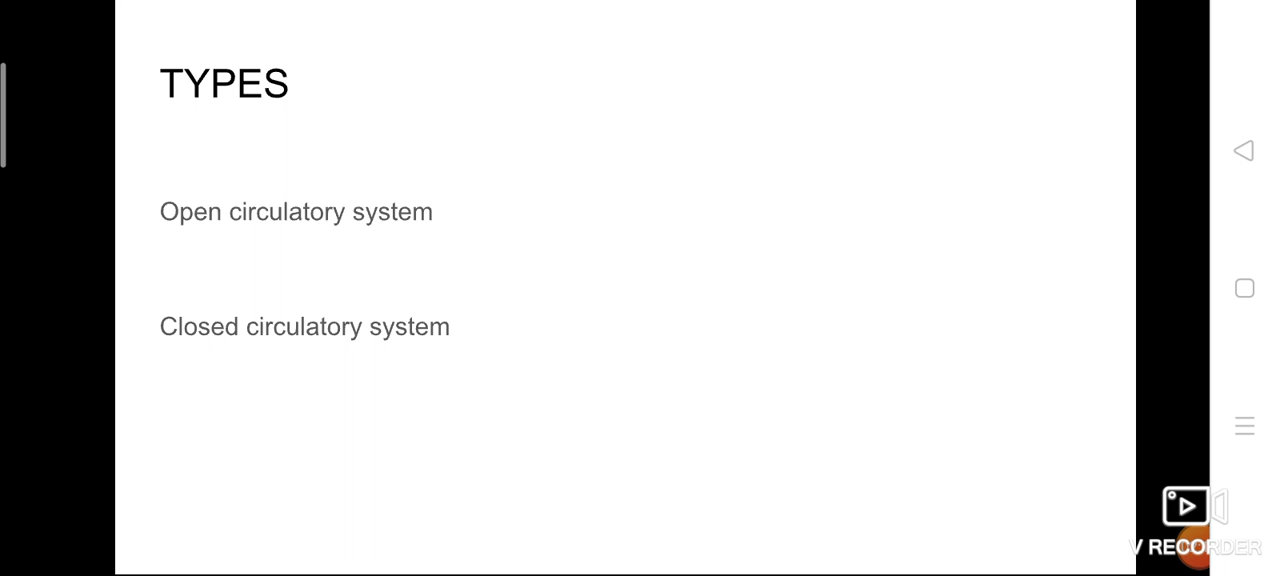 TYPES
Open circulatory system
Closed circulatory system
V RECORDER